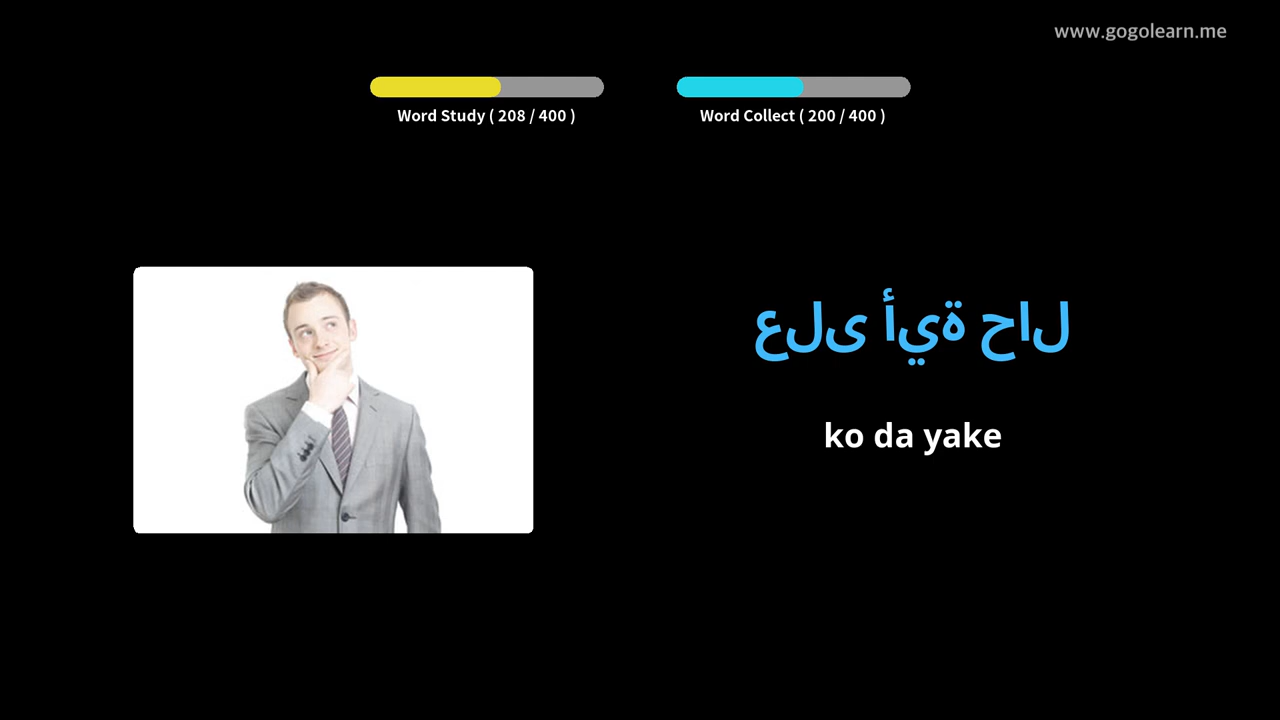 www.gogolearn.me
Word Study ( 208 / 400 )
Word Collect ( 200 / 400 )
على أية حال
ko da yake